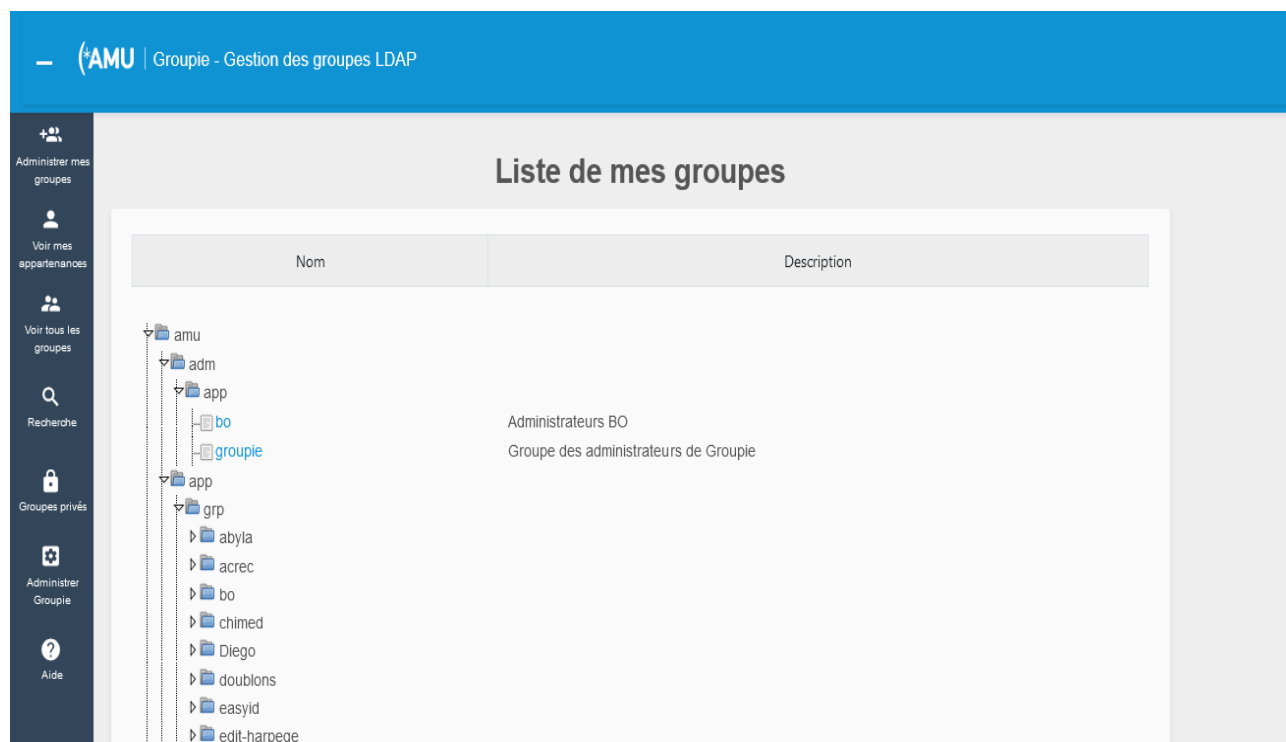 (*AMU | Groupie - Gestion des groupes LDAP
Administrer mes
groupes
Voir mes
appartenances
Voir tous les
groupes
Recherche
Groupes privés
Administrer
Groupie
Aide
Liste de mes groupes
Nom Description
amu
adm
app
bo Administrateurs BO
groupie Groupe des administrateurs de Groupie
app
grp
abyla
acrec
bo
chimed
Diego
doublons
easyid
edit-harpege